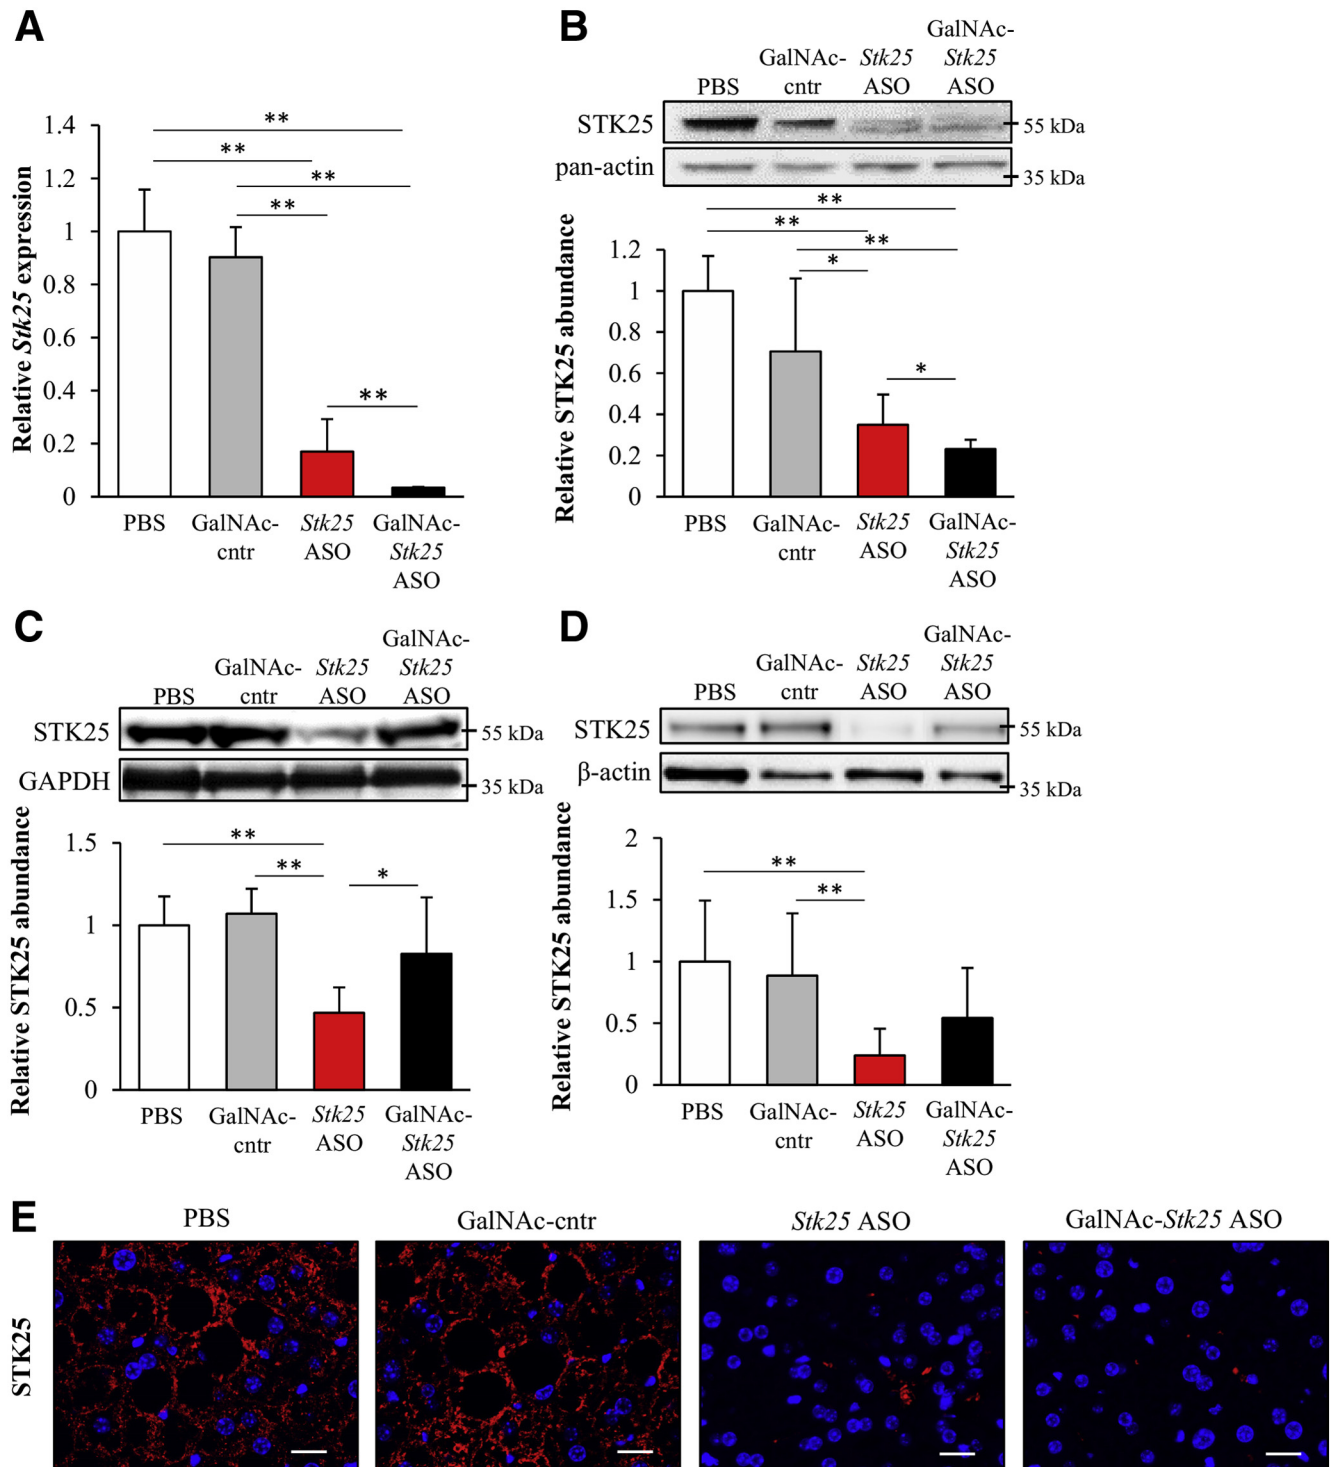 A
Relative Stk25 expression
1.4
1.2
1
0.8
0.6
0.4
0.2
0
**
**
**
**
**
PBS
GalNAc-
cntr
Stk25
ASO
GalNAc-
Stk25
ASO
B
PBS
GalNAc-
cntr
Stk25
ASO
GalNAc-
Stk25
ASO
STK25
55 kDa
pan-actin
35 kDa
Relative STK25 abundance
1.2
1
0.8
0.6
0.4
0.2
0
**
**
**
*
*
PBS
GalNAc-
cntr
Stk25
ASO
GalNAc-
Stk25
ASO
C
PBS
GalNAc-
cntr
Stk25
ASO
GalNAc-
Stk25
ASO
STK25
55 kDa
GAPDH
35 kDa
Relative STK25 abundance
1.5
1
0.5
0
**
**
*
PBS
GalNAc-
cntr
Stk25
ASO
GalNAc-
Stk25
ASO
D
PBS
GalNAc-
cntr
Stk25
ASO
GalNAc-
Stk25
ASO
STK25
55 kDa
β-actin
35 kDa
Relative STK25 abundance
2
1.5
1
0.5
0
**
**
PBS
GalNAc-
cntr
Stk25
ASO
GalNAc-
Stk25
ASO
E
PBS
GalNAc-cntr
Stk25 ASO
GalNAc-Stk25 ASO
STK25